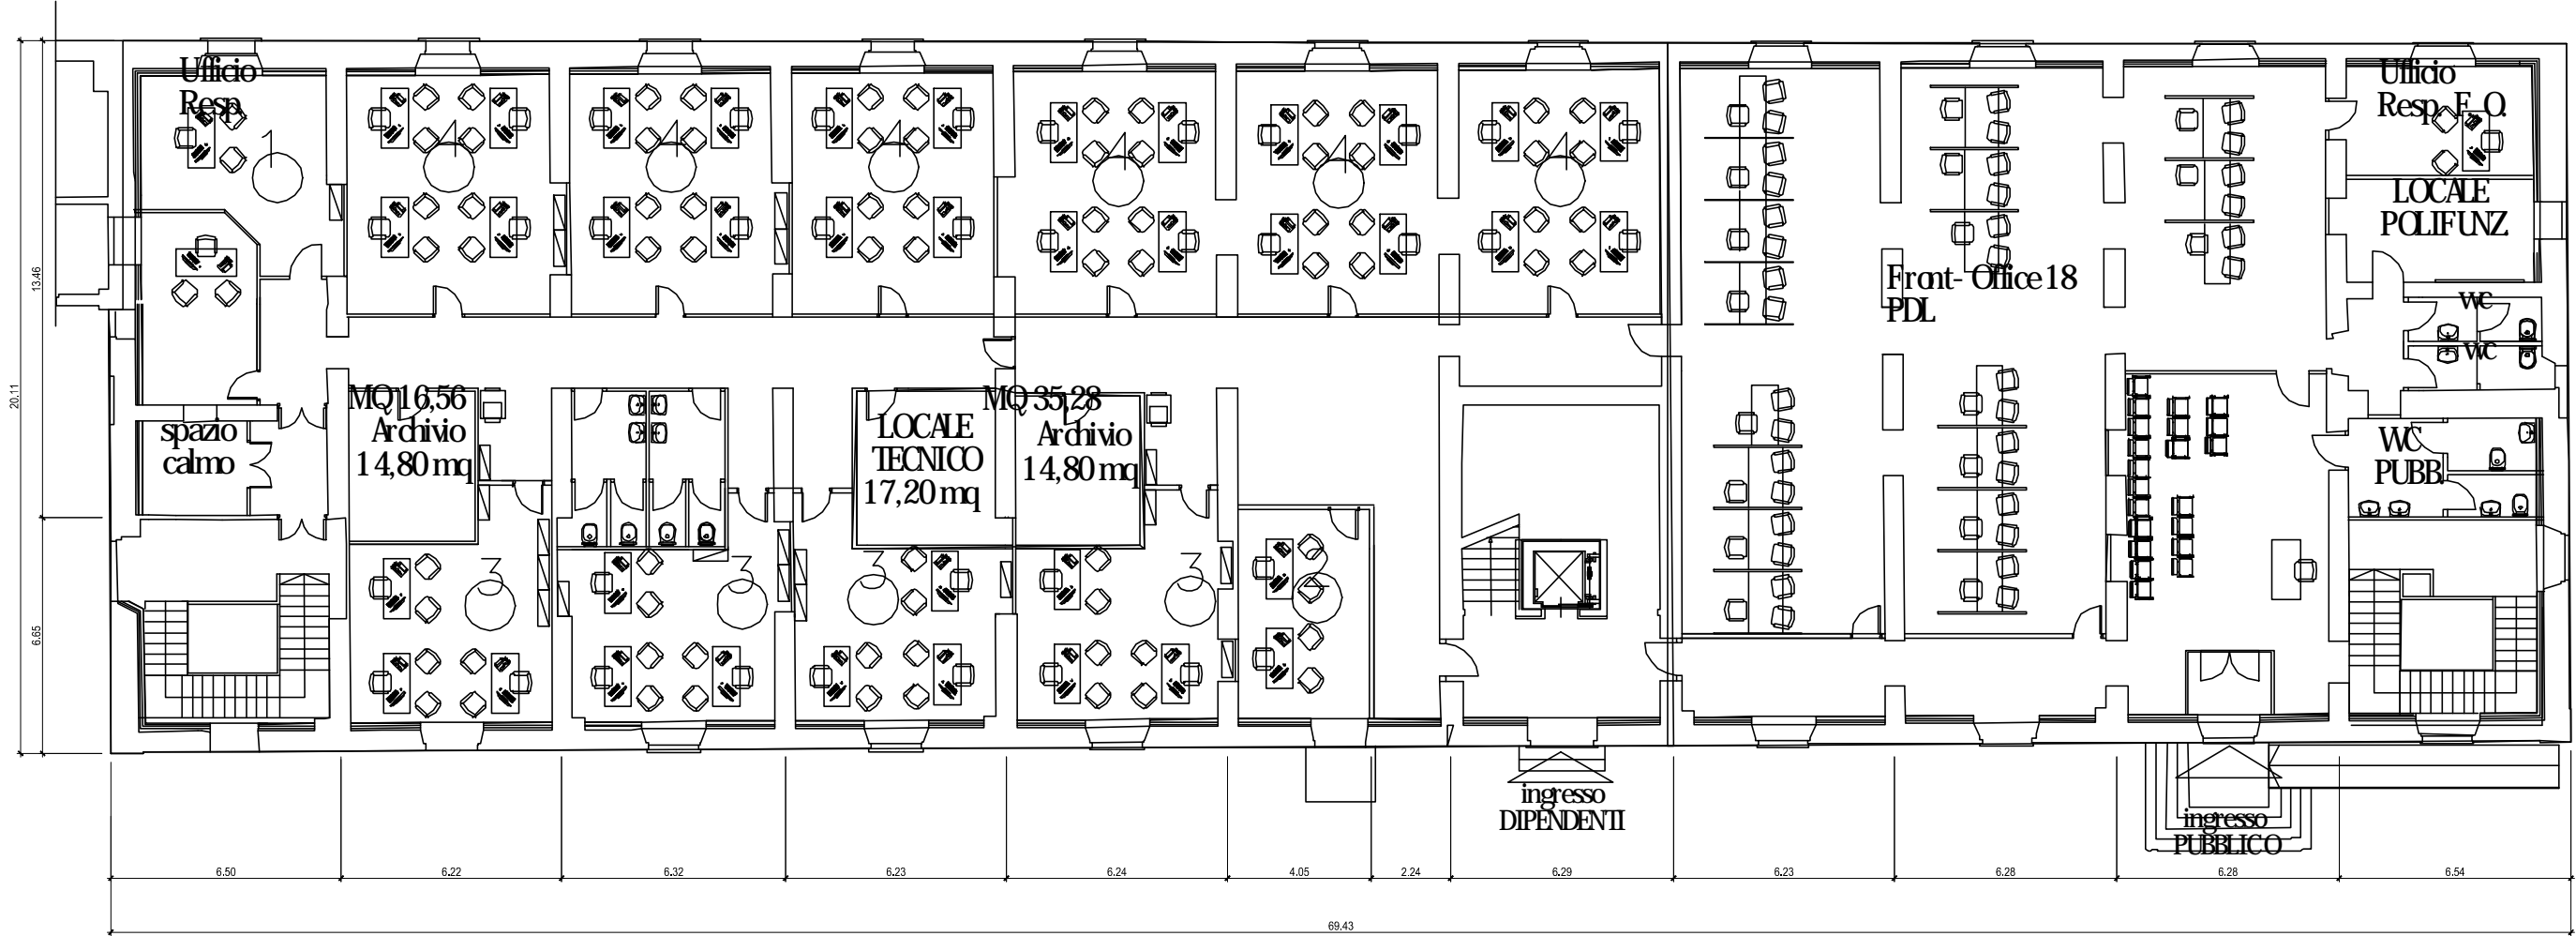 Ufficio
Resp.
1
4
4
4
4
4
4
Ufficio
Resp. F. O.
LOCALE
POLIFUNZ.
Front- Office 18
PDL
wc
wc
MQ 16,56
Archivio
14,80 mq
spazio
calmo
LOCALE
TECNICO
17,20 mq
MQ 35,28
Archivio
14,80 mq
WC
PUBB.
3
3
3
3
2
ingresso
DIPENDENTI
ingresso
PUBBLICO
13.46
20.11
6.65
6.50
6.22
6.32
6.23
6.24
4.05
2.24
6.29
6.23
6.28
6.28
6.54
69.43